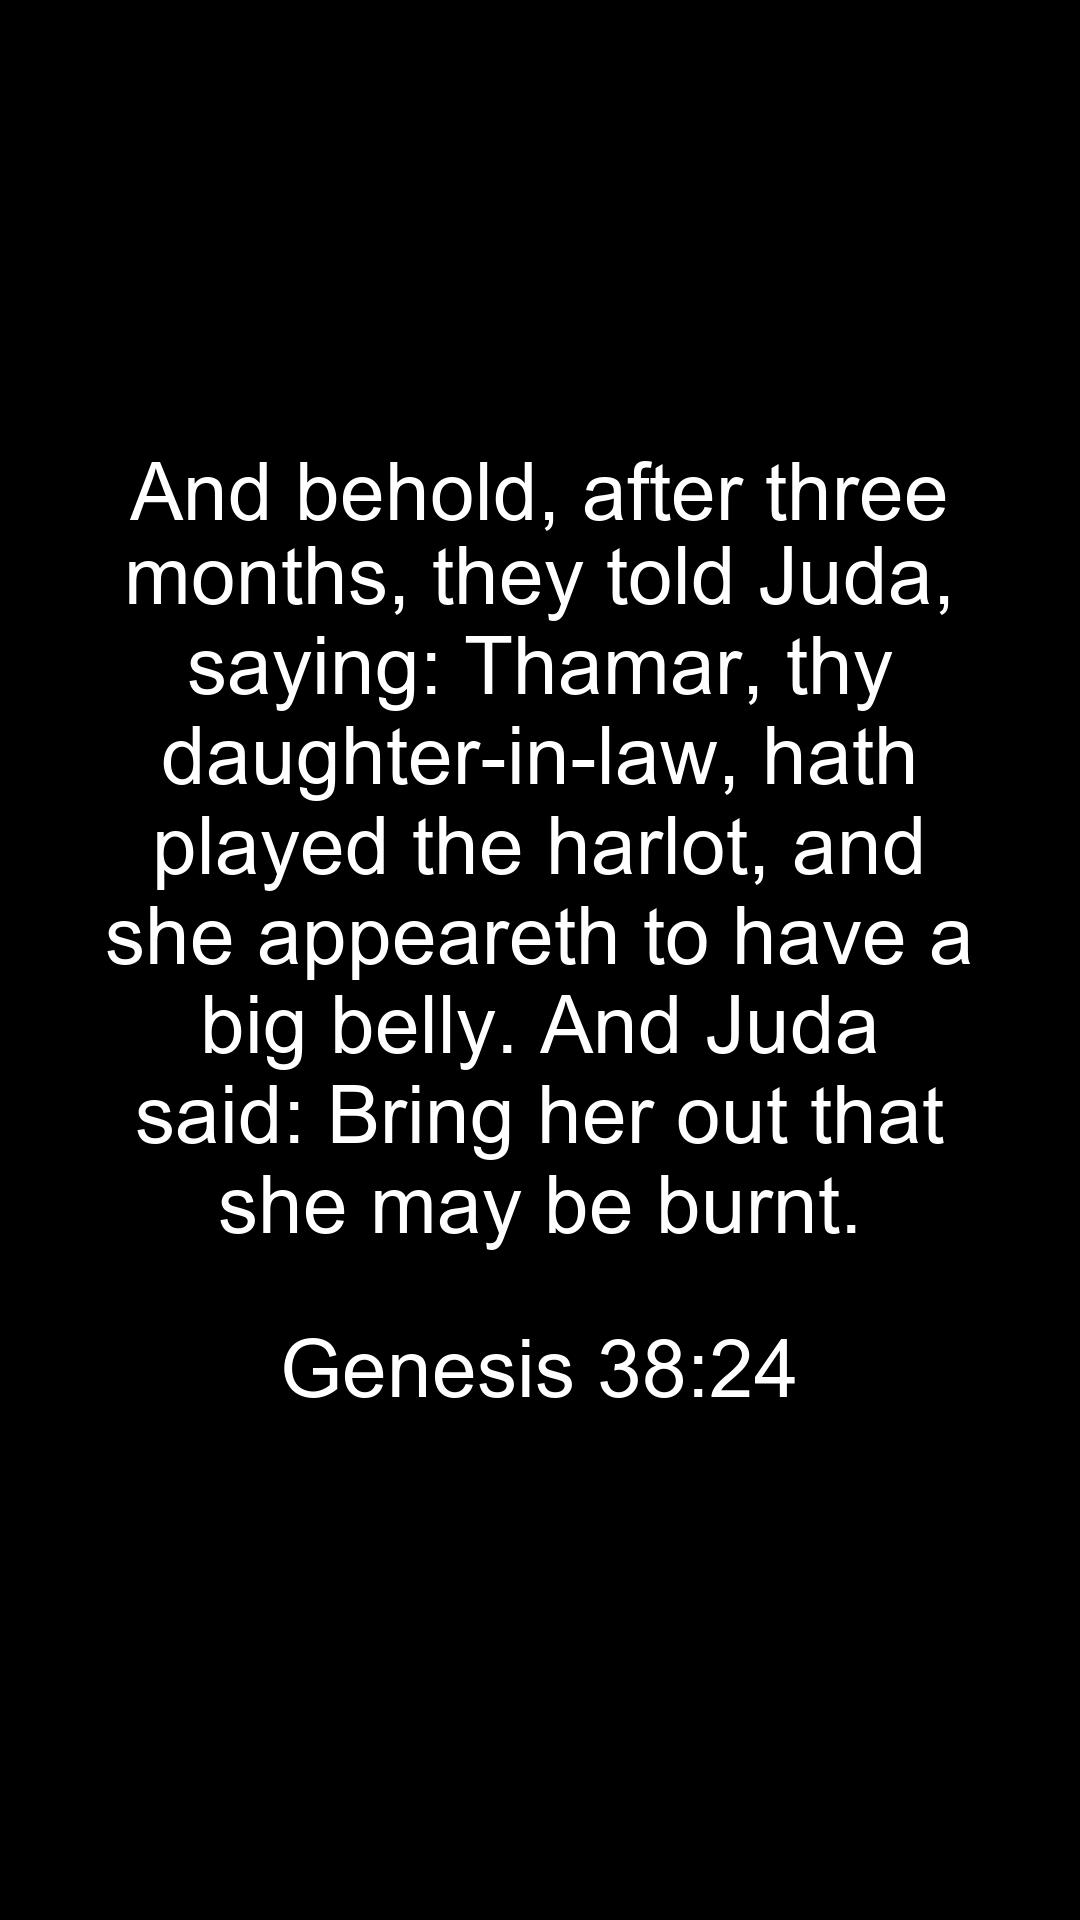 And behold, after three
months, they told Juda,
saying: Thamar, thy
daughter-in-law, hath
played the harlot, and
she appeareth to have a
big belly. And Juda
said: Bring her out that
she may be burnt.
Genesis 38:24